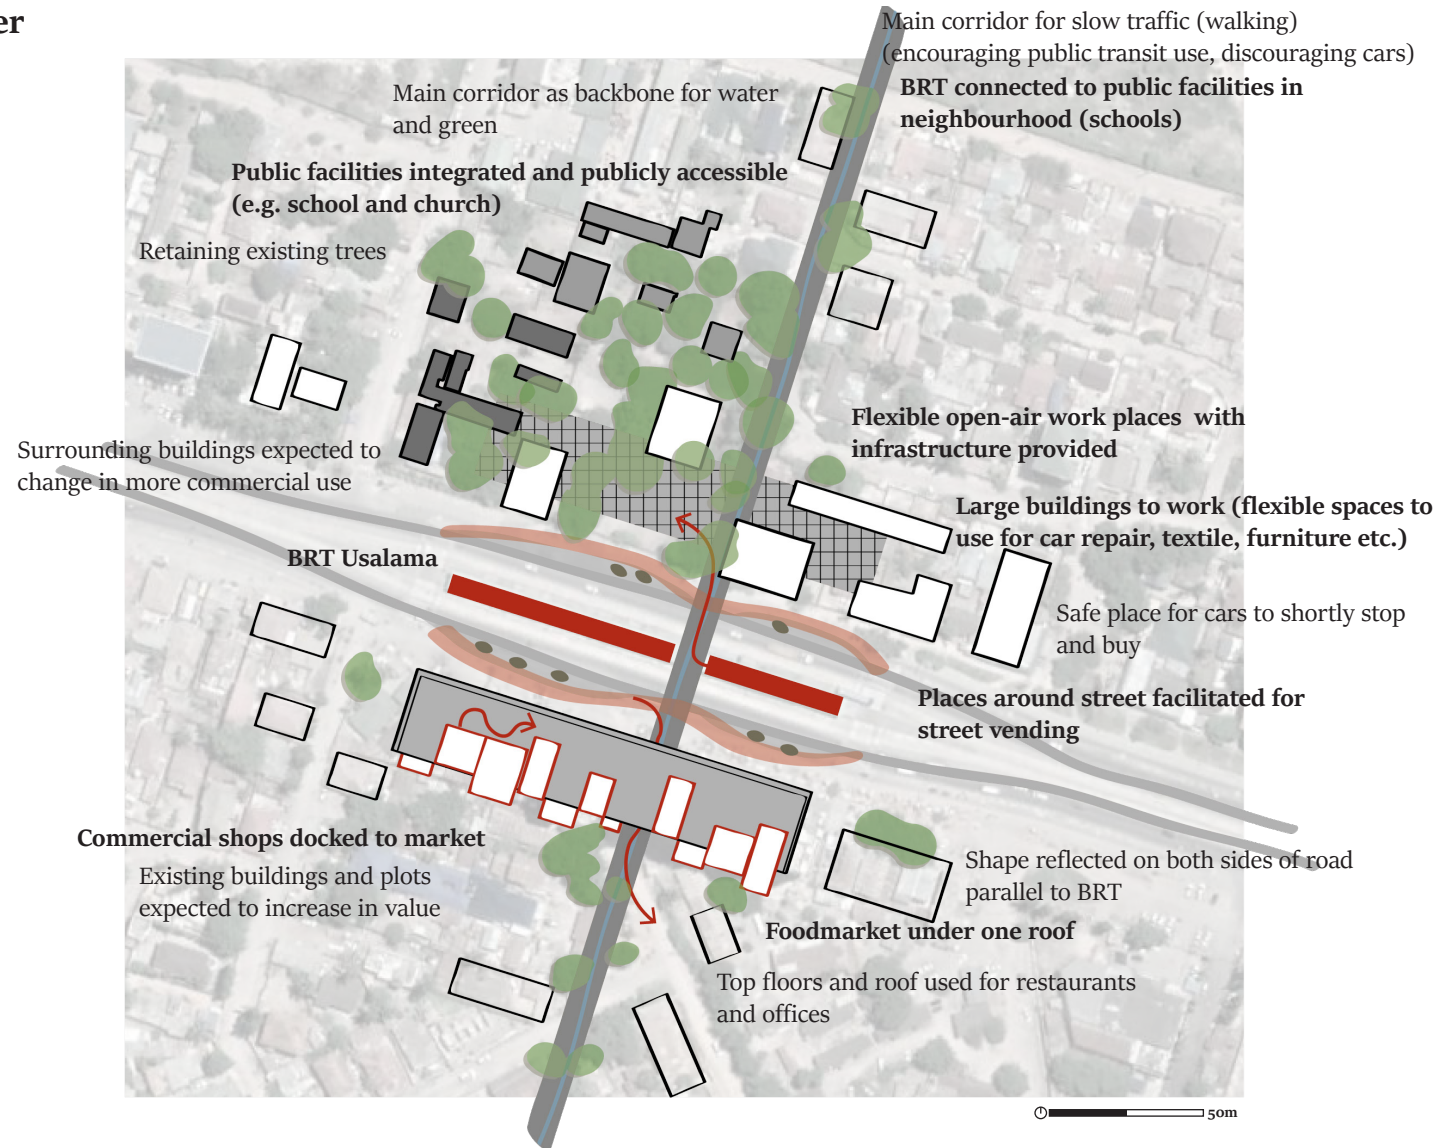 er
Main corridor for slow traffic (walking)
(encouraging public transit use, discouraging cars)
BRT connected to public facilities in
neighbourhood (schools)
Main corridor as backbone for water
and green
Public facilities integrated and publicly accessible
(e.g. school and church)
Retaining existing trees
Flexible open-air work places with
infrastructure provided
Surrounding buildings expected to
change in more commercial use
Large buildings to work (flexible spaces to
use for car repair, textile, furniture etc.)
BRT Usalama
Safe place for cars to shortly stop
and buy
Places around street facilitated for
street vending
Commercial shops docked to market
Existing buildings and plots
expected to increase in value
Shape reflected on both sides of road
parallel to BRT
Foodmarket under one roof
Top floors and roof used for restaurants
and offices
50m